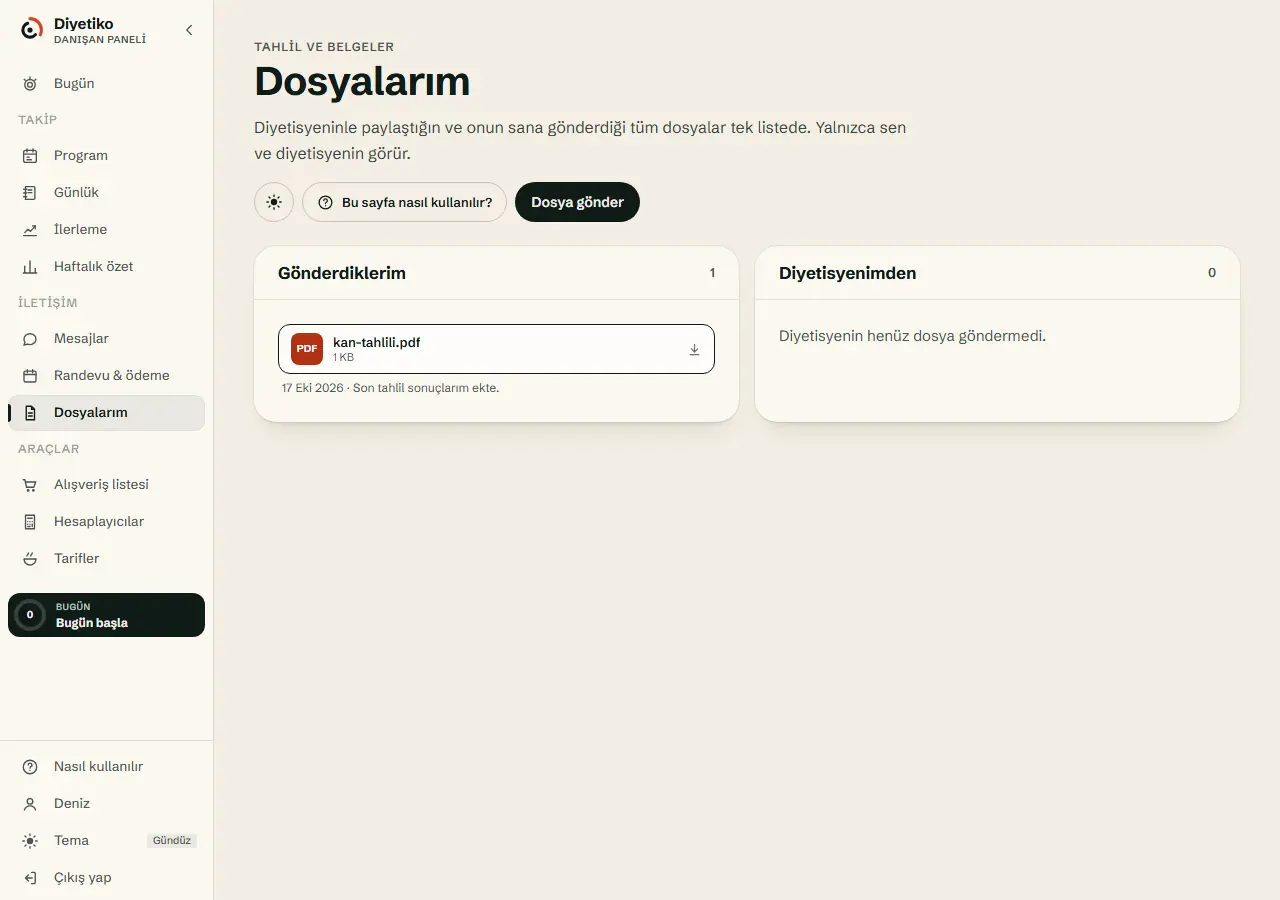 Diyetiko
DANIŞAN PANELİ
Bugün
TAKİP
Program
Günlük
İlerleme
Haftalık özet
İLETİŞİM
Mesajlar
Randevu & ödeme
Dosyalarım
ARAÇLAR
Alışveriş listesi
Hesaplayıcılar
Tarifler
0
BUGÜN
Bugün başla
Nasıl kullanılır
Deniz
Tema
Gündüz
Çıkış yap
TAHLİL VE BELGELER
Dosyalarım
Diyetisyeninle paylaştığın ve onun sana gönderdiği tüm dosyalar tek listede. Yalnızca sen
ve diyetisyenin görür.
Bu sayfa nasıl kullanılır?
Dosya gönder
Gönderdiklerim
1
PDF
kan-tahlili.pdf
1 KB
17 Eki 2026 · Son tahlil sonuçlarım ekte.
Diyetisyenimden
0
Diyetisyenin henüz dosya göndermedi.